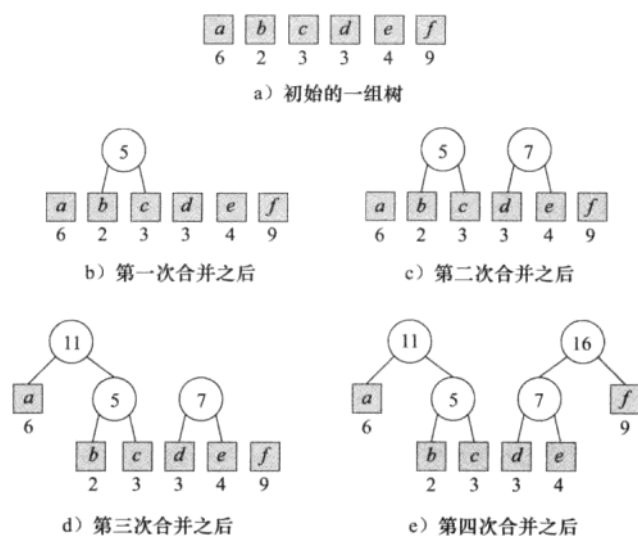 a b c d e f
6 2 3 3 4 9
a）初始的一组树
5
a b c d e f
6 2 3 3 4 9
b）第一次合并之后
5 7
a b c d e f
6 2 3 3 4 9
c）第二次合并之后
11
a 5 7
6
b c d e f
2 3 3 4 9
d）第三次合并之后
11 16
a 5 7 f
6 9
b c d e
2 3 3 4
e）第四次合并之后